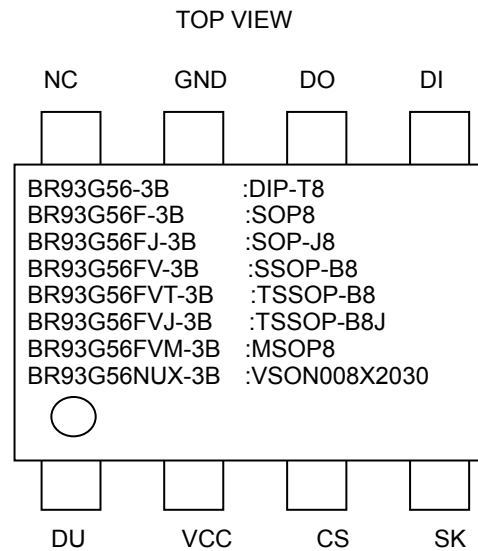 TOP VIEW
NC GND DO DI
BR93G56-3B :DIP-T8
BR93G56F-3B :SOP8
BR93G56FJ-3B :SOP-J8
BR93G56FV-3B :SSOP-B8
BR93G56FVT-3B :TSSOP-B8
BR93G56FVJ-3B :TSSOP-B8J
BR93G56FVM-3B :MSOP8
BR93G56NUX-3B :VSON008X2030
DU VCC CS SK